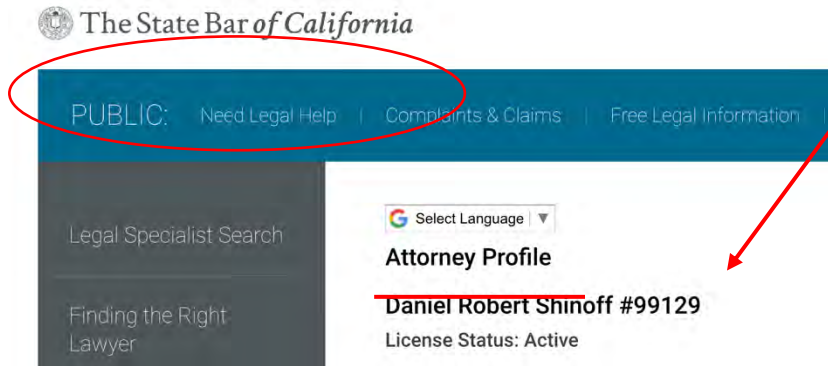 The State Bar of California
PUBLIC: Need Legal Help | Complaints & Claims | Free Legal Information |
Legal Specialist Search
Finding the Right
Lawyer
Select Language ▼
Attorney Profile
Daniel Robert Shinoff #99129
License Status: Active